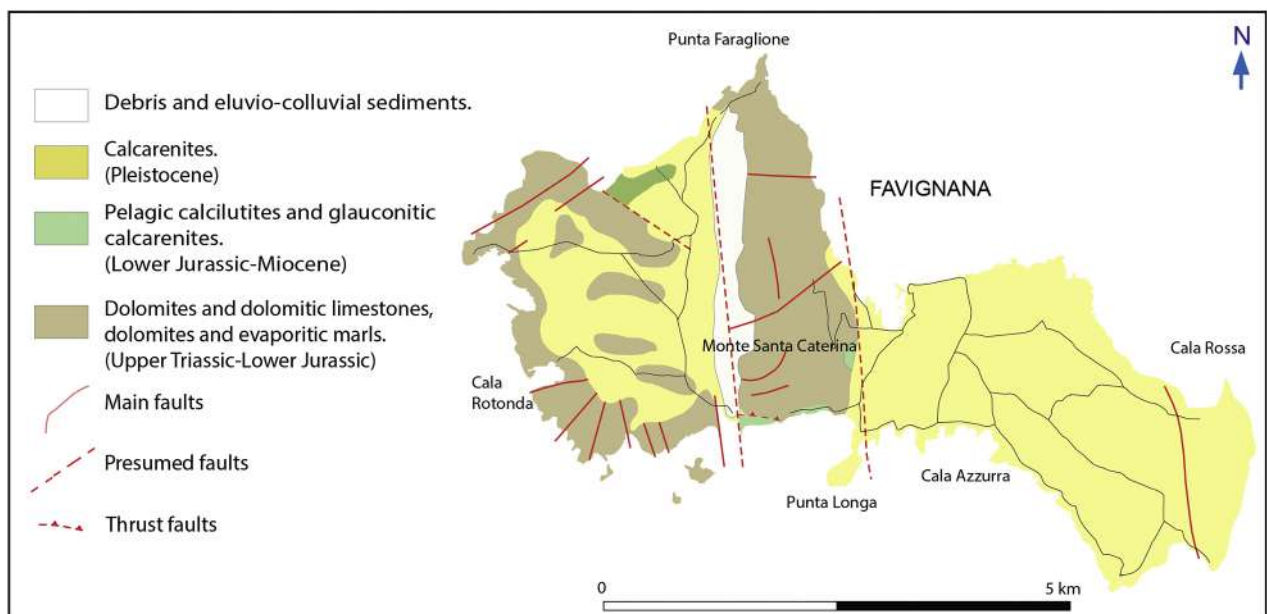 Punta Faraglione
N
Debris and eluvio-colluvial sediments.
Calcarenites.
(Pleistocene)
FAVIGNANA
Pelagic calcilutites and glauconitic
calcarenites.
(Lower Jurassic-Miocene)
Dolomites and dolomitic limestones,
dolomites and evaporitic marls.
(Upper Triassic-Lower Jurassic)
Monte Santa Caterina
Cala Rossa
Cala
Rotonda
Main faults
Presumed faults
Cala Azzurra
Punta Longa
Thrust faults
0
5 km